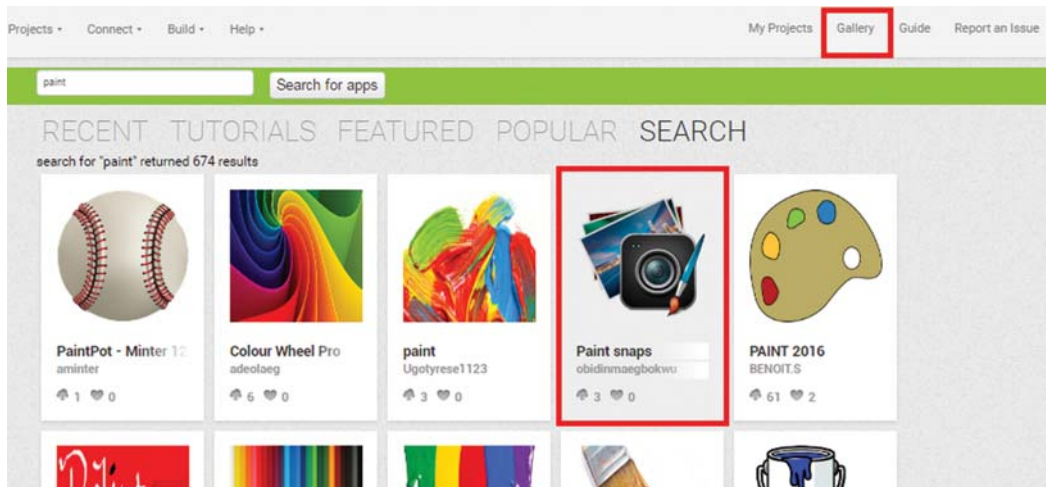 Projects Connect Build Help My Projects Gallery Guide Report an Issue
paint Search for apps
RECENT TUTORIALS FEATURED POPULAR SEARCH
search for "paint" returned 674 results
PaintPot - Minter 12 Colour Wheel Pro paint Paint snaps PAINT 2016
aminter adeolaeg Ugotyrese1123 obidinmaegbokwu BENOIT.S
1 0 6 0 3 0 3 0 61 2